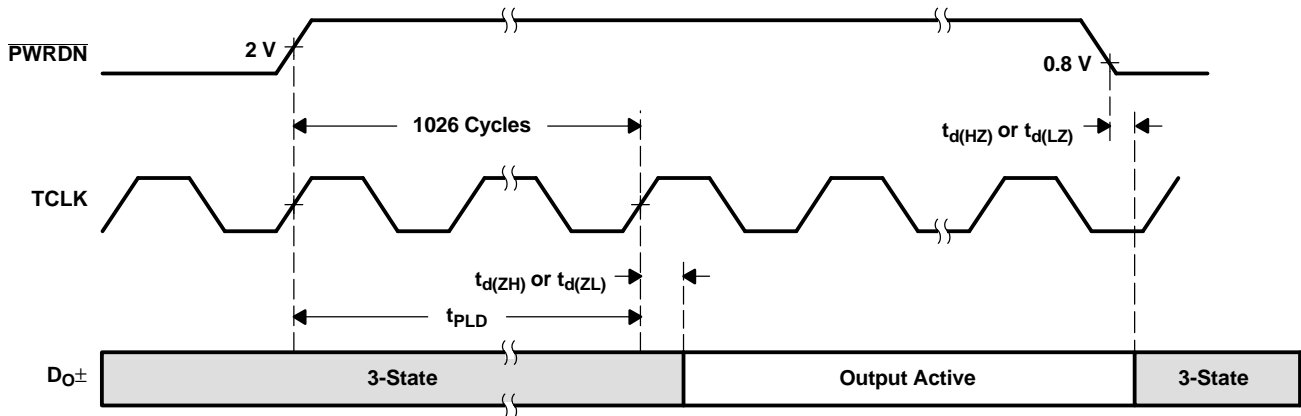 PWRDN
2 V
0.8 V
1026 Cycles
td(HZ) or td(LZ)
TCLK
td(ZH) or td(ZL)
tPLD
DO±
3-State
Output Active
3-State